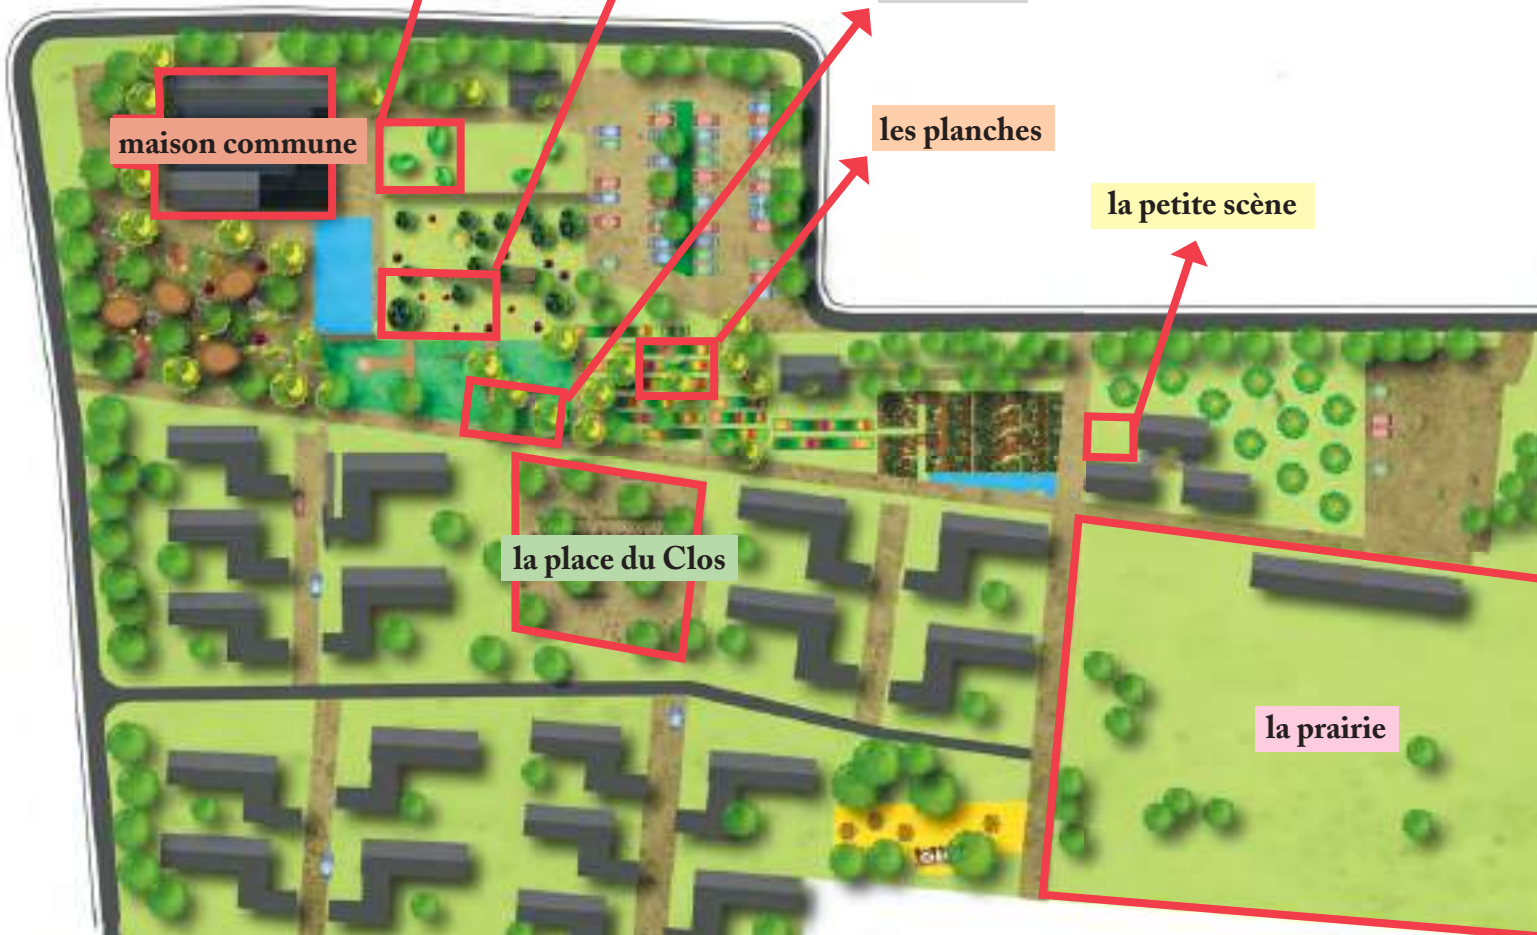 maison commune
les planches
la petite scène
la place du Clos
la prairie